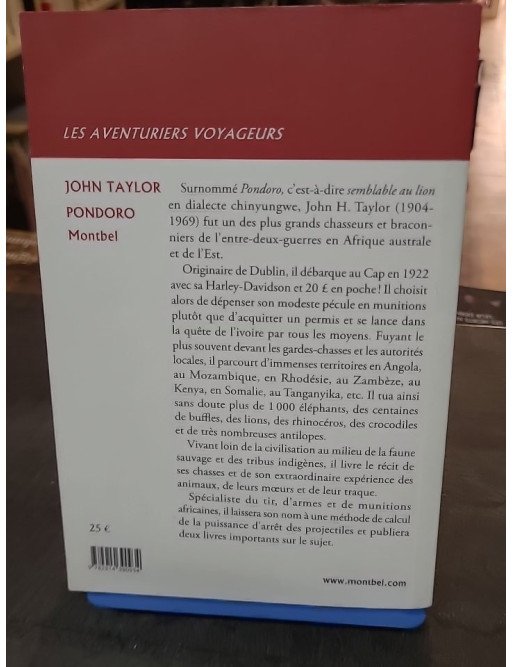 LES AVENTURIERS VOYAGEURS
JOHN TAYLOR
PONDORO
Montbel
Surnommé Pondoro, c'est-à-dire semblable au lion
en dialecte chinyungwe, John H. Taylor (1904-
1969) fut un des plus grands chasseurs et bracon-
niers de l'entre-deux-guerres en Afrique australe
et de l'Est.
Originaire de Dublin, il débarque au Cap en 1922
avec sa Harley-Davidson et 20 £ en poche ! Il choisit
alors de dépenser son modeste pécule en munitions
plutôt que d'acquitter un permis et se lance dans
la quête de l'ivoire par tous les moyens. Fuyant le
plus souvent devant les gardes-chasses et les autorités
locales, il parcourt d'immenses territoires en Angola,
au Mozambique, en Rhodésie, au Zambèze, au
Kenya, en Somalie, au Tanganyika, etc. Il tua ainsi
sans doute plus de 1 000 éléphants, des centaines
de buffles, des lions, des rhinocéros, des crocodiles
et de très nombreuses antilopes.
Vivant loin de la civilisation au milieu de la faune
sauvage et des tribus indigènes, il livre le récit de
ses chasses et de son extraordinaire expérience des
animaux, de leurs mœurs et de leur traque.
Spécialiste du tir, d'armes et de munitions
africaines, il laissera son nom à une méthode de calcul
de la puissance d'arrêt des projectiles et publiera
deux livres importants sur le sujet.
25 €
www.montbel.com